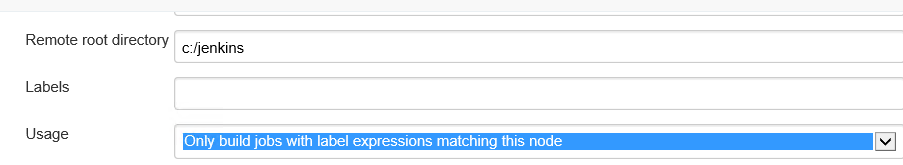 Remote root directory c:/jenkins
Labels
Usage Only build jobs with label expressions matching this node